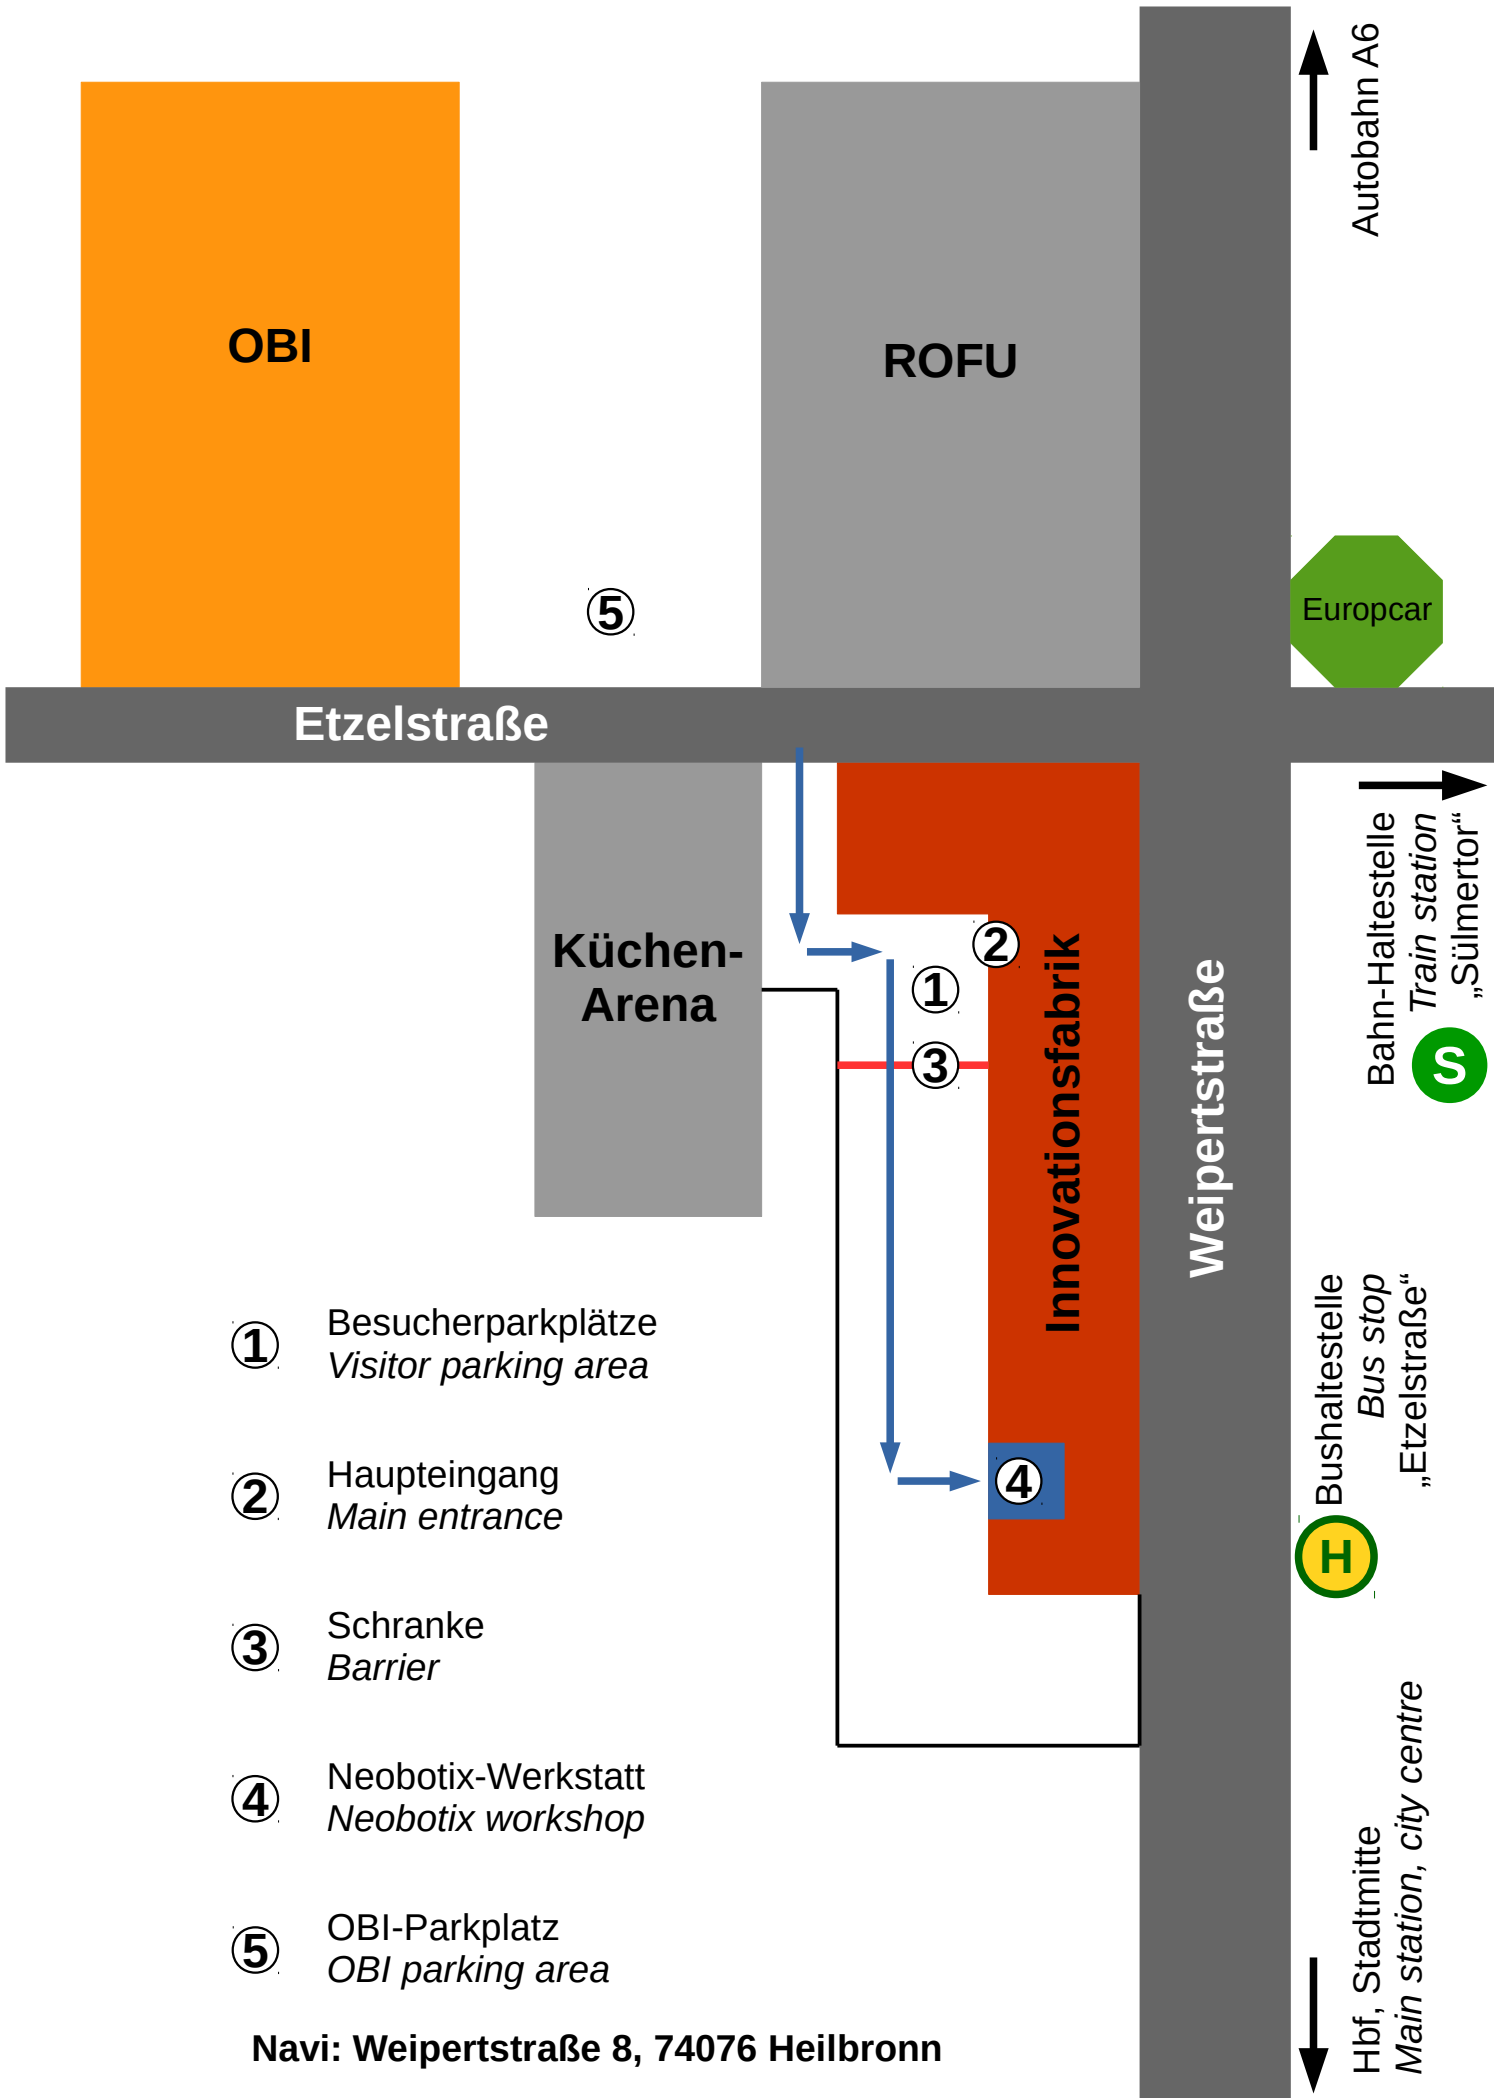 Autobahn A6
OBI
ROFU
5
Europcar
Etzelstraße
Küchen-
Arena
2
1
3
Innovationsfabrik
4
Weipertstraße
Bahn-Haltestelle
Train station
„Sülmertor“
S
Bushaltestelle
Bus stop
„Etzelstraße“
H
1
Besucherparkplätze
Visitor parking area
2
Haupteingang
Main entrance
3
Schranke
Barrier
4
Neobotix-Werkstatt
Neobotix workshop
5
OBI-Parkplatz
OBI parking area
Hbf, Stadtmitte
Main station, city centre
Navi: Weipertstraße 8, 74076 Heilbronn